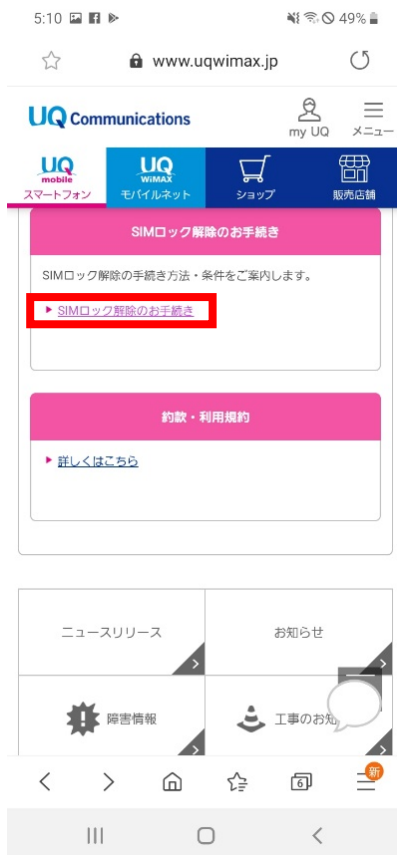 5:10 49%
www.uqwimax.jp
UQ Communications
my UQ メニュー
UQ mobile スマートフォン
UQ WiMAX モバイルネット
ショップ
販売店舗
SIMロック解除のお手続き
SIMロック解除の手続き方法・条件をご案内します。
SIMロック解除のお手続き
約款・利用規約
詳しくはこちら
ニュースリリース
お知らせ
障害情報
工事のお知
6
新